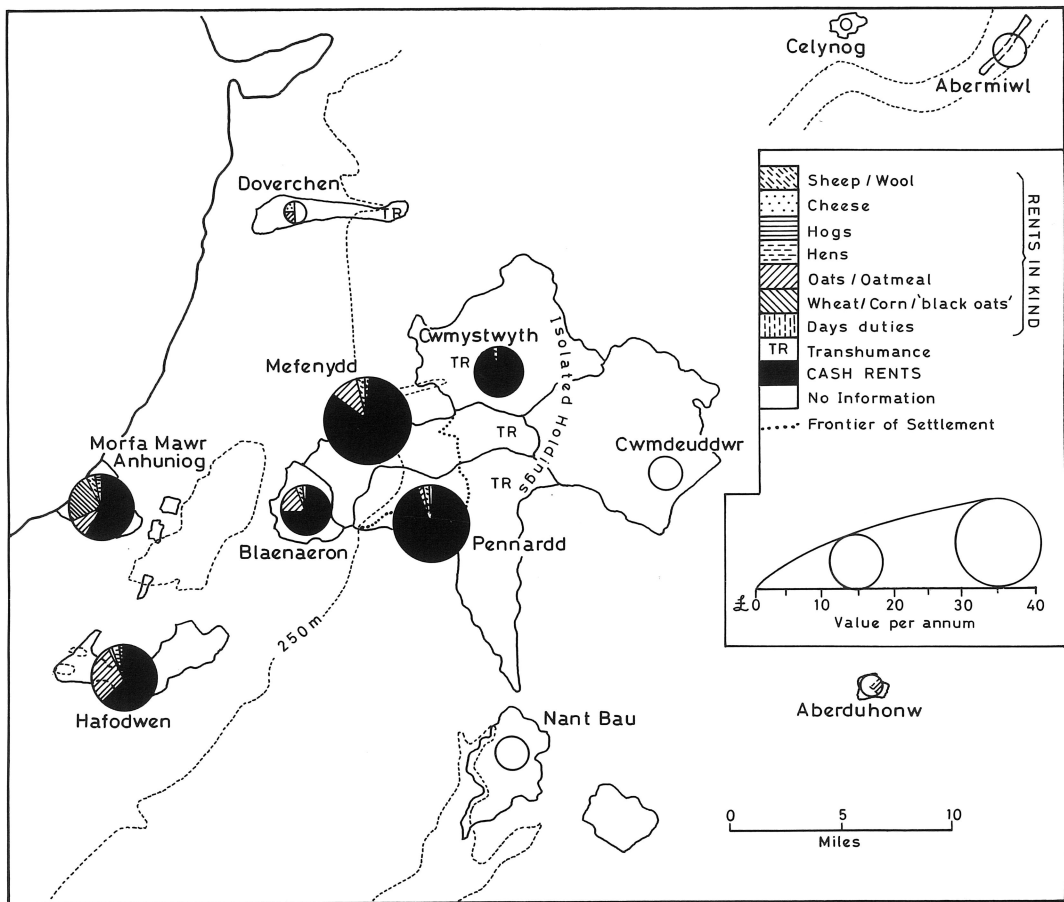 Celynog
Abermiwl
Doverchen
TR
Cwmystwyth
TR
Isolated Holdings
Mefenydd
TR
Cwmdeuddwr
Morfa Mawr
Anhuniog
TR
Blaenaeron
Pennardd
250m
Hafodwen
Nant Bau
Aberduhonw
Sheep / Wool
Cheese
Hogs
Hens
Oats / Oatmeal
Wheat / Corn / 'black oats'
Days duties
RENTS IN KIND
TR Transhumance
CASH RENTS
No Information
Frontier of Settlement
£ 0 10 20 30 40
Value per annum
0 5 10
Miles